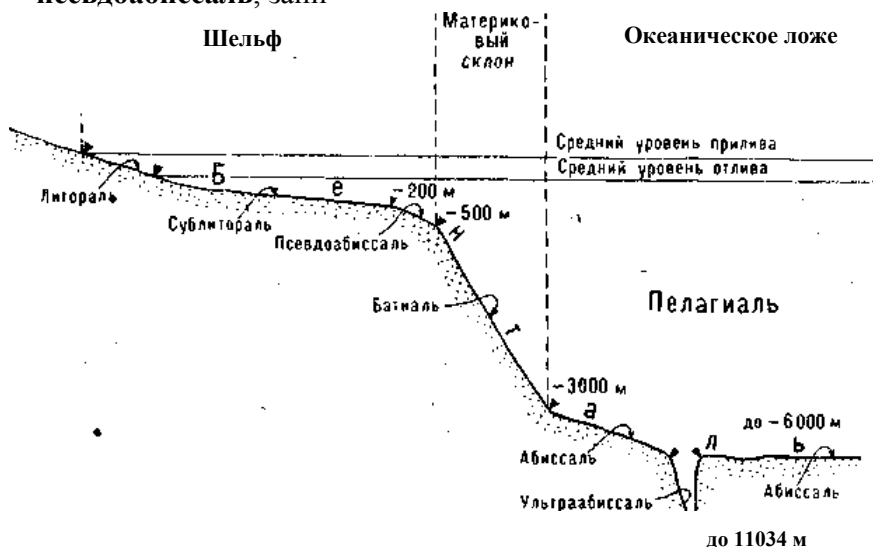 псевдоабиссаль, зани-
Шельф
Материко-
вый
склон
Океаническое ложе
Средний уровень прилива
Средний уровень отлива
Литораль
Б
е
~200 м
~500 м
Сублитораль
Псевдоабиссаль
н
Батиаль
т
Пелагиаль
~3000 м
а
до ~6000 м
Абиссаль
л
ь
Ультраабиссаль
Абиссаль
до 11034 м